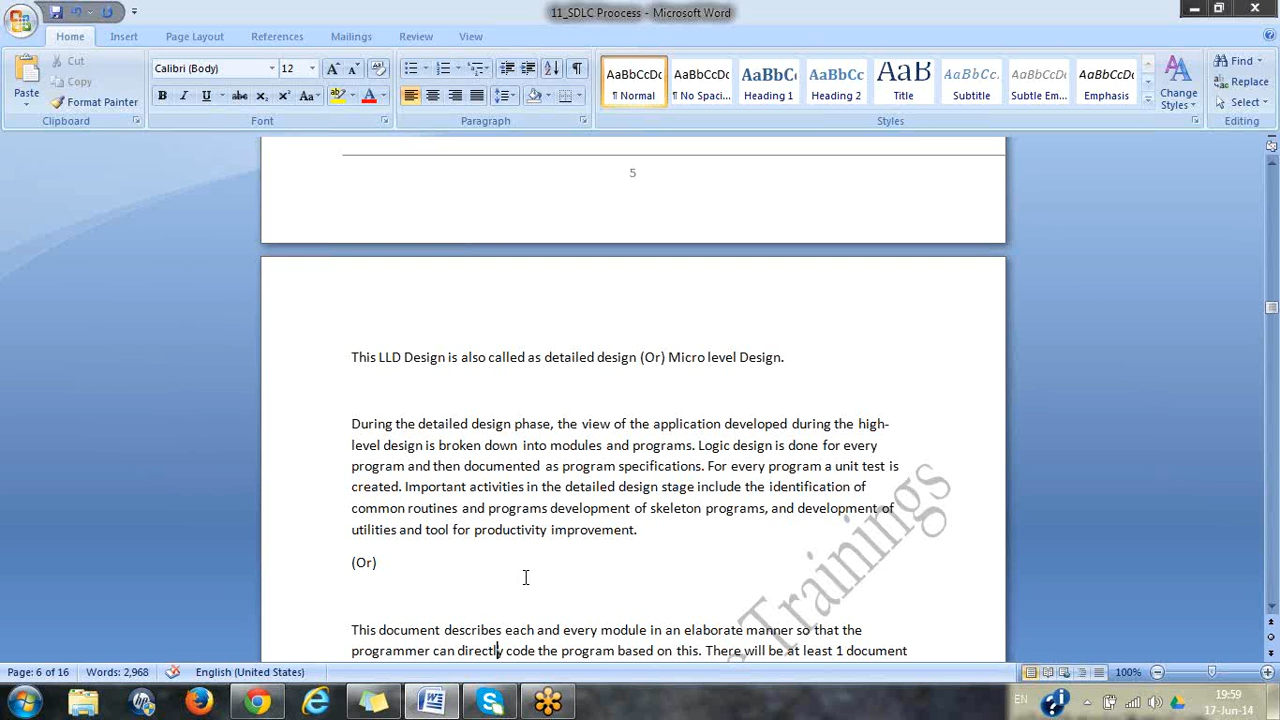 11_SDLC Proocess - Microsoft Word
Home Insert Page Layout References Mailings Review View
Paste
Cut
Copy
Format Painter
Clipboard
Calibri (Body) 12
Font
Paragraph
AaBbCcDc AaBbCcDc AaBbCc AaBbCc AaB AaBbCc. AaBbCcDc AaBbCcDc
¶ Normal ¶ No Spaci... Heading 1 Heading 2 Title Subtitle Subtle Em... Emphasis
Change Styles
Styles
Find
Replace
Select
Editing
5
This LLD Design is also called as detailed design (Or) Micro level Design.
During the detailed design phase, the view of the application developed during the high-
level design is broken down into modules and programs. Logic design is done for every
program and then documented as program specifications. For every program a unit test is
created. Important activities in the detailed design stage include the identification of
common routines and programs development of skeleton programs, and development of
utilities and tool for productivity improvement.
(Or)
This document describes each and every module in an elaborate manner so that the
programmer can directly code the program based on this. There will be at least 1 document
Trainings
Page: 6 of 16 Words: 2,968 English (United States) 100%
EN 19:59
17-Jun-14